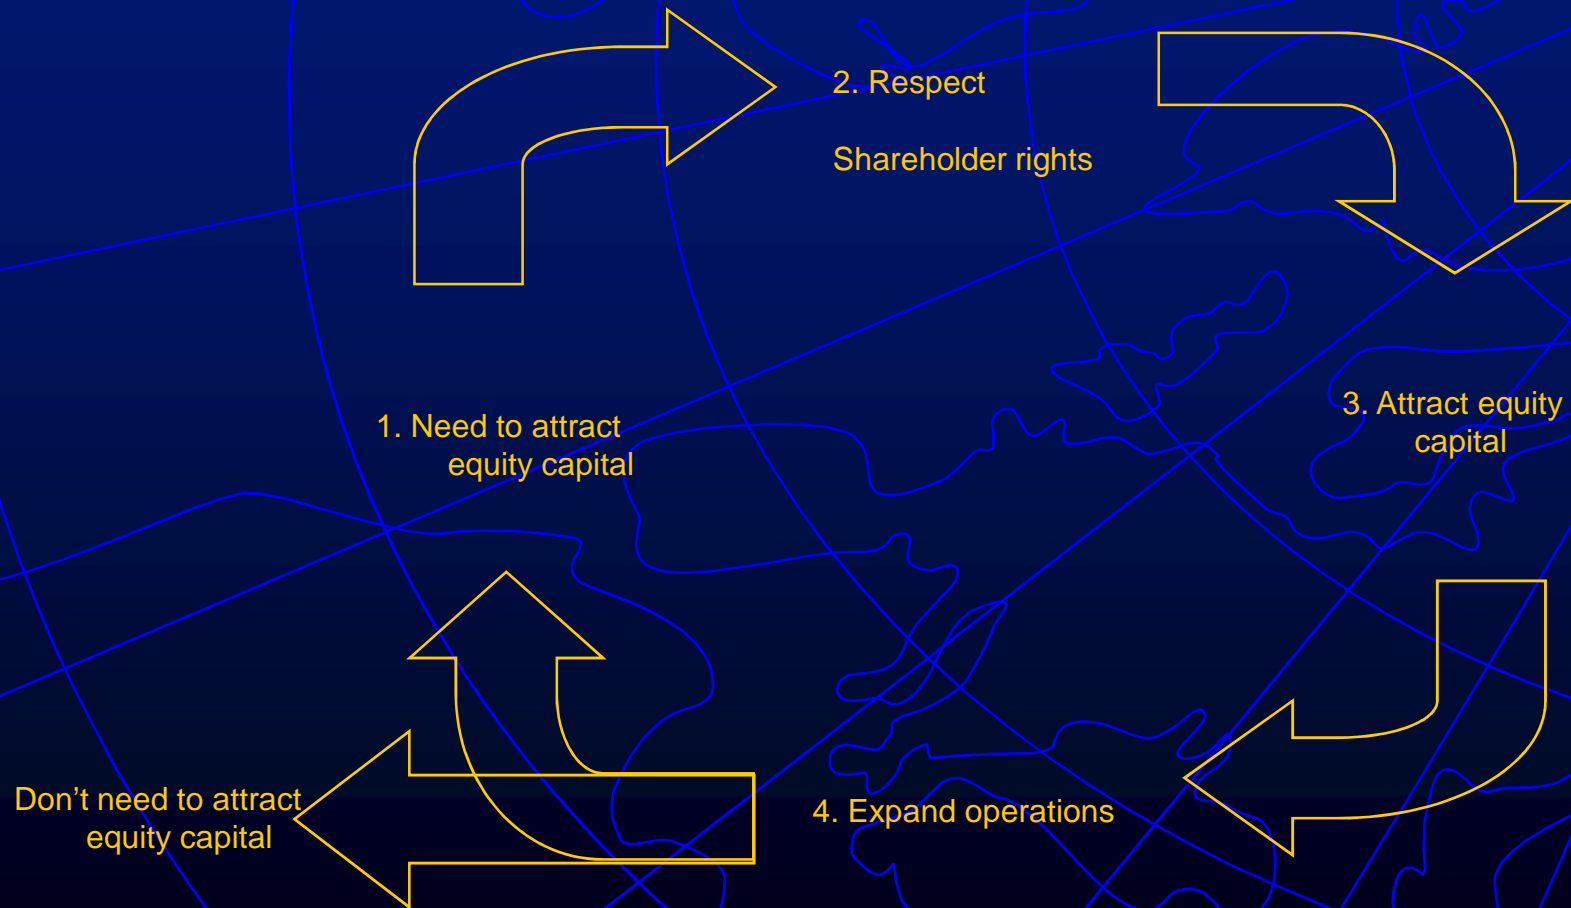 2. Respect
Shareholder rights
1. Need to attract
equity capital
3. Attract equity
capital
Don’t need to attract
equity capital
4. Expand operations